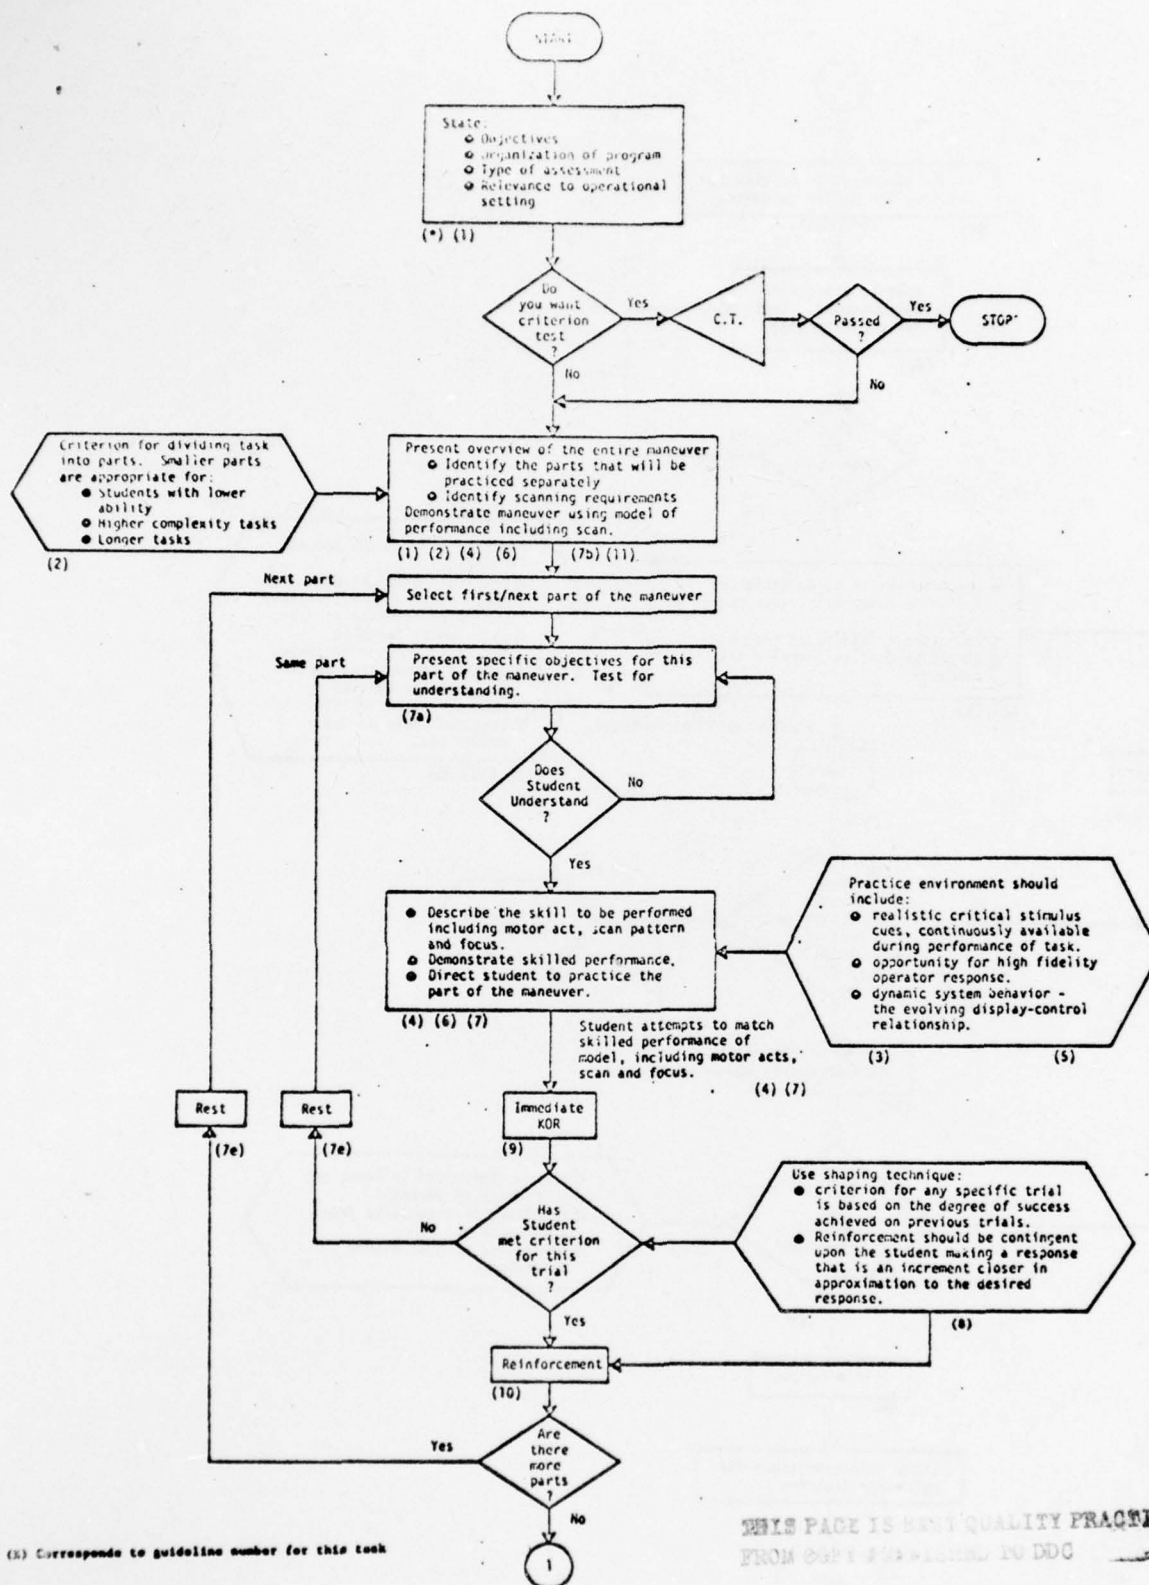 START
State:
Objectives
Organization of program
Type of assessment
Relevance to operational
setting
(*) (1)
Do
you want
criterion
test
?
Yes
C.T.
Passed
?
Yes
STOP
No
No
Criterion for dividing task
into parts. Smaller parts
are appropriate for:
Students with lower
ability
Higher complexity tasks
Longer tasks
(2)
Present overview of the entire maneuver
Identify the parts that will be
practiced separately
Identify scanning requirements
Demonstrate maneuver using model of
performance including scan.
(1) (2) (4) (6) (7b) (11)
Next part
Select first/next part of the maneuver
Same part
Present specific objectives for this
part of the maneuver. Test for
understanding.
(7a)
Does
Student
Understand
?
No
Yes
Describe the skill to be performed
including motor act, scan pattern
and focus.
Demonstrate skilled performance.
Direct student to practice the
part of the maneuver.
(4) (6) (7)
Practice environment should
include:
realistic critical stimulus
cues, continuously available
during performance of task.
opportunity for high fidelity
operator response.
dynamic system behavior -
the evolving display-control
relationship.
(3) (5)
Student attempts to match
skilled performance of
model, including motor acts,
scan and focus.
(4) (7)
Rest
(7e)
Rest
(7e)
Immediate
KOR
(9)
Has
Student
met criterion
for this
trial
?
No
Yes
Use shaping technique:
criterion for any specific trial
is based on the degree of success
achieved on previous trials.
Reinforcement should be contingent
upon the student making a response
that is an increment closer in
approximation to the desired
response.
(8)
Reinforcement
(10)
Are
there
more
parts
?
Yes
No
1
(X) Corresponds to guideline number for this task
THIS PAGE IS BEST QUALITY PRACTI
FROM COPY TO DDC